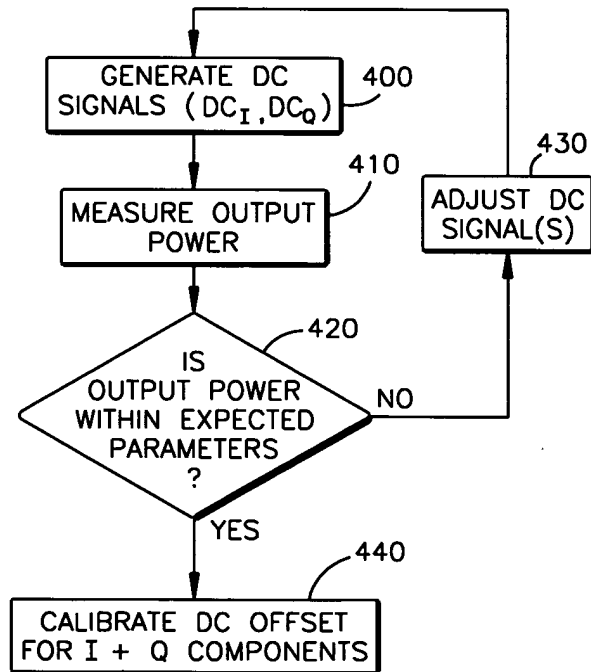 GENERATE DC
SIGNALS (DC_I, DC_Q)
400
410
MEASURE OUTPUT
POWER
430
ADJUST DC
SIGNAL(S)
420
IS
OUTPUT POWER
WITHIN EXPECTED
PARAMETERS
?
NO
YES
440
CALIBRATE DC OFFSET
FOR I + Q COMPONENTS